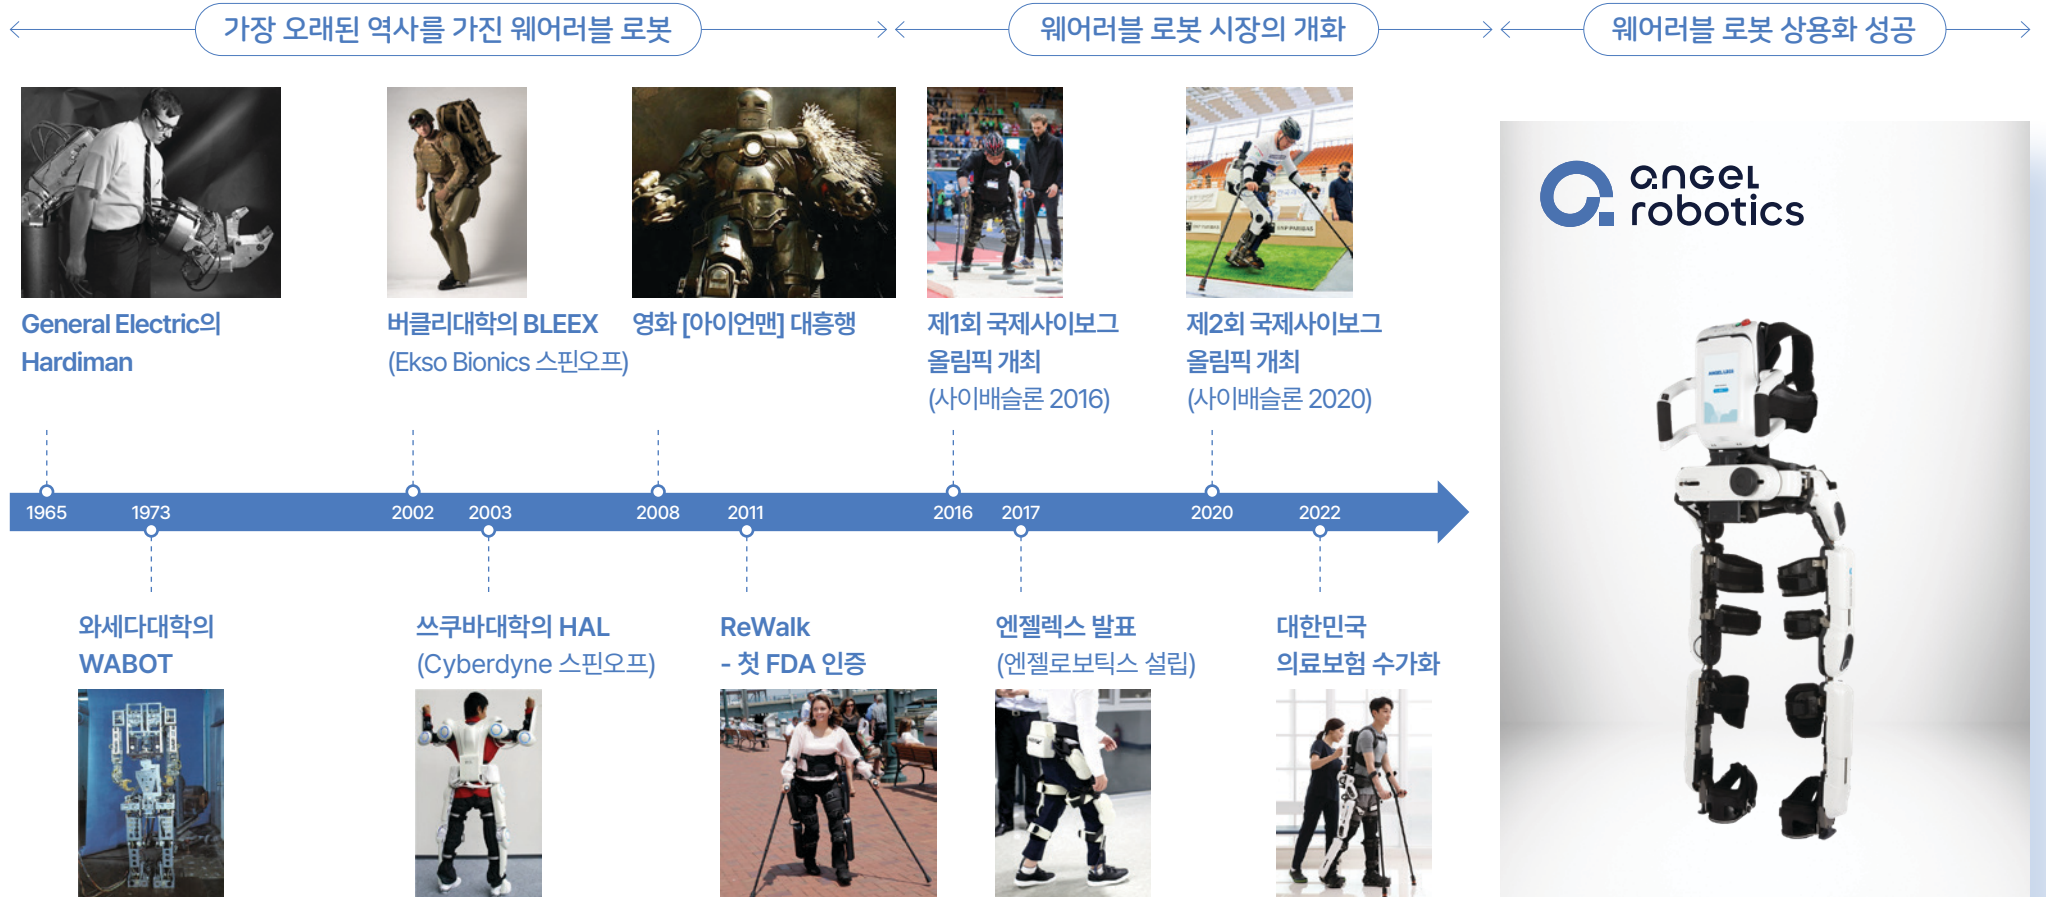 가장 오래된 역사를 가진 웨어러블 로봇
웨어러블 로봇 시장의 개화
웨어러블 로봇 상용화 성공
General Electric의
Hardiman
버클리대학의 BLEEX
(Ekso Bionics 스핀오프)
영화 [아이언맨] 대흥행
제1회 국제사이보그
올림픽 개최
(사이배슬론 2016)
제2회 국제사이보그
올림픽 개최
(사이배슬론 2020)
angel
robotics
1965 1973 2002 2003 2008 2011 2016 2017 2020 2022
와세다대학의
WABOT
쓰쿠바대학의 HAL
(Cyberdyne 스핀오프)
ReWalk
- 첫 FDA 인증
엔젤렉스 발표
(엔젤로보틱스 설립)
대한민국
의료보험 수가화